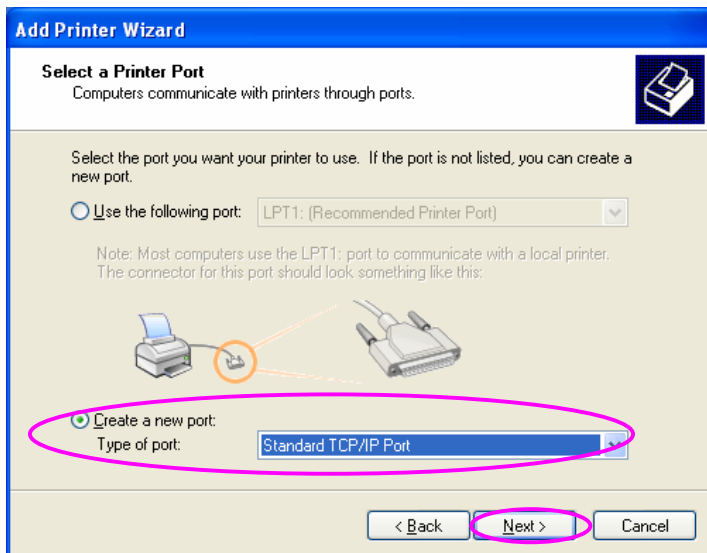 Add Printer Wizard
Select a Printer Port
Computers communicate with printers through ports.
Select the port you want your printer to use. If the port is not listed, you can create a
new port.
Use the following port: LPT1: (Recommended Printer Port)
Note: Most computers use the LPT1: port to communicate with a local printer.
The connector for this port should look something like this:
Create a new port:
Type of port: Standard TCP/IP Port
< Back Next > Cancel